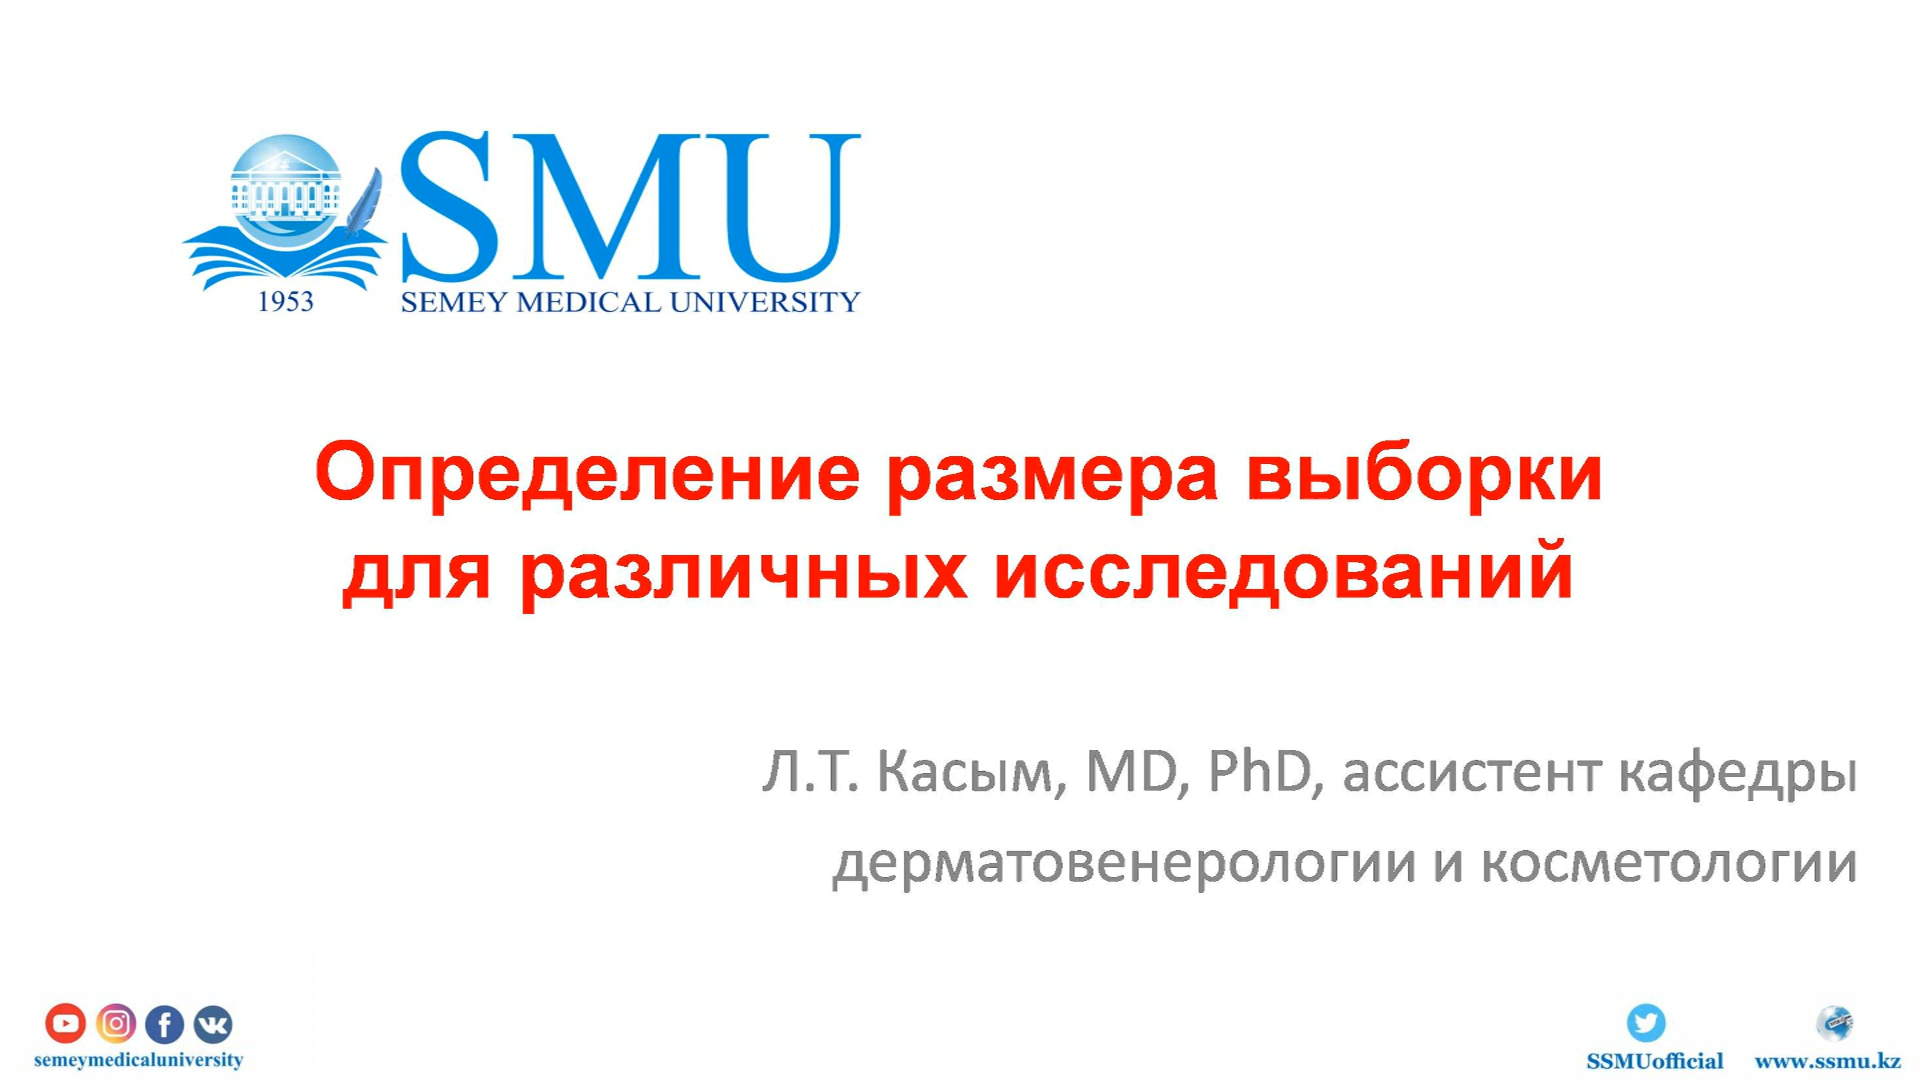 SMU
1953
SEMEY MEDICAL UNIVERSITY
Определение размера выборки
для различных исследований
Л.Т. Касым, MD, PhD, ассистент кафедры
дерматовенерологии и косметологии
semeymedicaluniversity
SSMUofficial
www.ssmu.kz